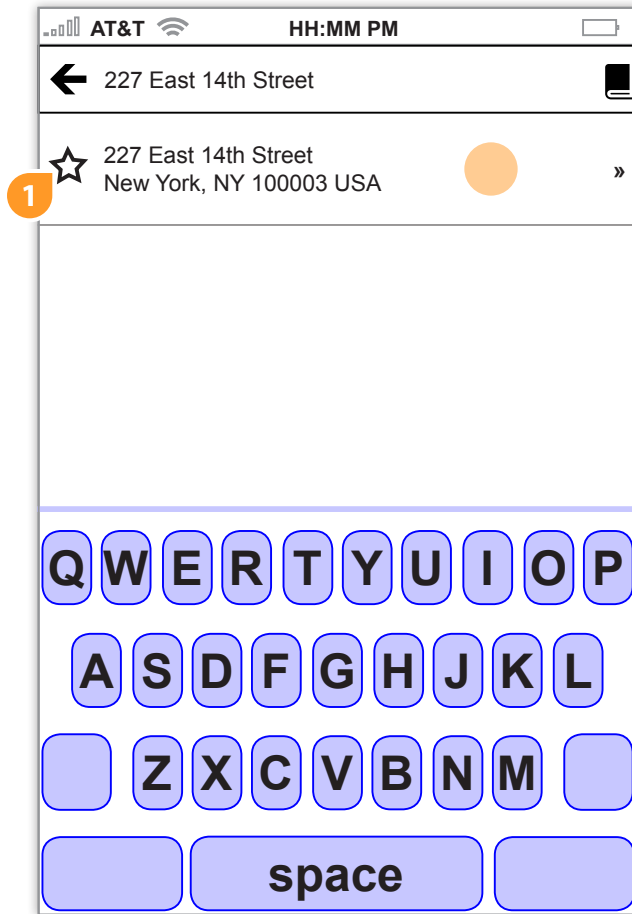 AT&T HH:MM PM
227 East 14th Street
227 East 14th Street
New York, NY 100003 USA
»
1
Q W E R T Y U I O P
A S D F G H J K L
Z X C V B N M
space